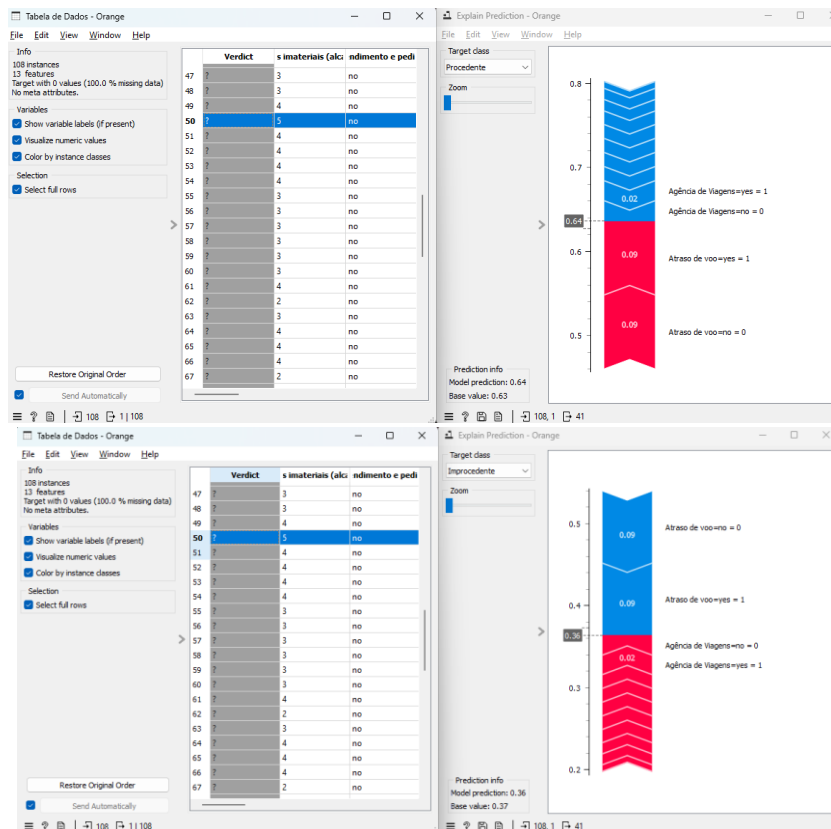 Tabela de Dados - Orange
File Edit View Window Help
Info
108 instances
13 features
Target with 0 values (100.0 % missing data)
No meta attributes.
Variables
Show variable labels (if present)
Visualize numeric values
Color by instance classes
Selection
Select full rows
Restore Original Order
Send Automatically
108 1 | 108
Verdict s imateriais (alca ndimento e pedi
47 ? 3 no
48 ? 3 no
49 ? 4 no
50 ? 5 no
51 ? 4 no
52 ? 4 no
53 ? 4 no
54 ? 4 no
55 ? 3 no
56 ? 3 no
57 ? 3 no
58 ? 3 no
59 ? 3 no
60 ? 3 no
61 ? 4 no
62 ? 2 no
63 ? 3 no
64 ? 4 no
65 ? 4 no
66 ? 4 no
67 ? 2 no
Explain Prediction - Orange
File Edit View Window Help
Target class
Procedente
Zoom
Prediction info
Model prediction: 0.64
Base value: 0.63
108, 1 41
0.8
0.7
0.02 Agência de Viagens=yes = 1
Agência de Viagens=no = 0
0.64
0.6 0.09 Atraso de voo=yes = 1
0.09 Atraso de voo=no = 0
0.5
Tabela de Dados - Orange
File Edit View Window Help
Info
108 instances
13 features
Target with 0 values (100.0 % missing data)
No meta attributes.
Variables
Show variable labels (if present)
Visualize numeric values
Color by instance classes
Selection
Select full rows
Restore Original Order
Send Automatically
108 1 | 108
Verdict s imateriais (alca ndimento e pedi
47 ? 3 no
48 ? 3 no
49 ? 4 no
50 ? 5 no
51 ? 4 no
52 ? 4 no
53 ? 4 no
54 ? 4 no
55 ? 3 no
56 ? 3 no
57 ? 3 no
58 ? 3 no
59 ? 3 no
60 ? 3 no
61 ? 4 no
62 ? 2 no
63 ? 3 no
64 ? 4 no
65 ? 4 no
66 ? 4 no
67 ? 2 no
Explain Prediction - Orange
File Edit View Window Help
Target class
Improcedente
Zoom
Prediction info
Model prediction: 0.36
Base value: 0.37
108, 1 41
0.5 0.09 Atraso de voo=no = 0
0.4 0.09 Atraso de voo=yes = 1
0.36
Agência de Viagens=no = 0
0.02 Agência de Viagens=yes = 1
0.3
0.2